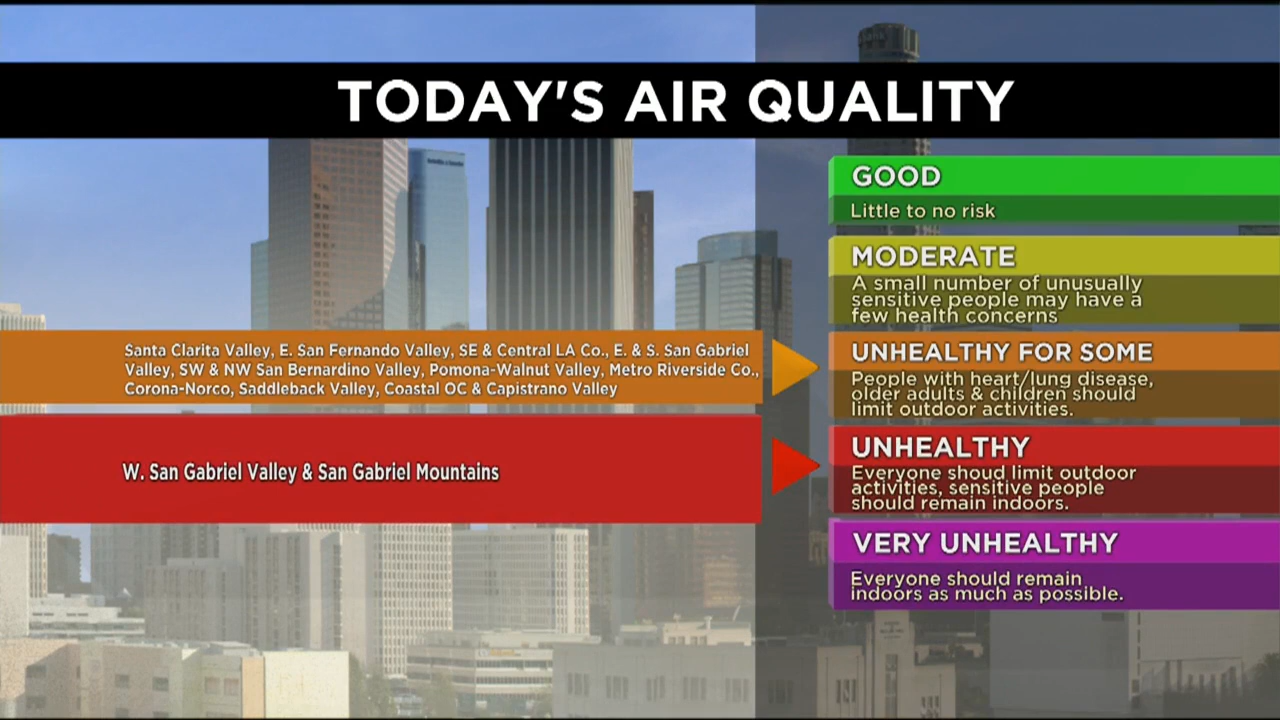 TODAY'S AIR QUALITY
GOOD
Little to no risk
MODERATE
A small number of unusually
sensitive people may have a
few health concerns
Santa Clarita Valley, E. San Fernando Valley, SE & Central LA Co., E. & S. San Gabriel
Valley, SW & NW San Bernardino Valley, Pomona-Walnut Valley, Metro Riverside Co.,
Corona-Norco, Saddleback Valley, Coastal OC & Capistrano Valley
UNHEALTHY FOR SOME
People with heart/lung disease,
older adults & children should
limit outdoor activities.
W. San Gabriel Valley & San Gabriel Mountains
UNHEALTHY
Everyone shoud limit outdoor
activities, sensitive people
should remain indoors.
VERY UNHEALTHY
Everyone should remain
indoors as much as possible.